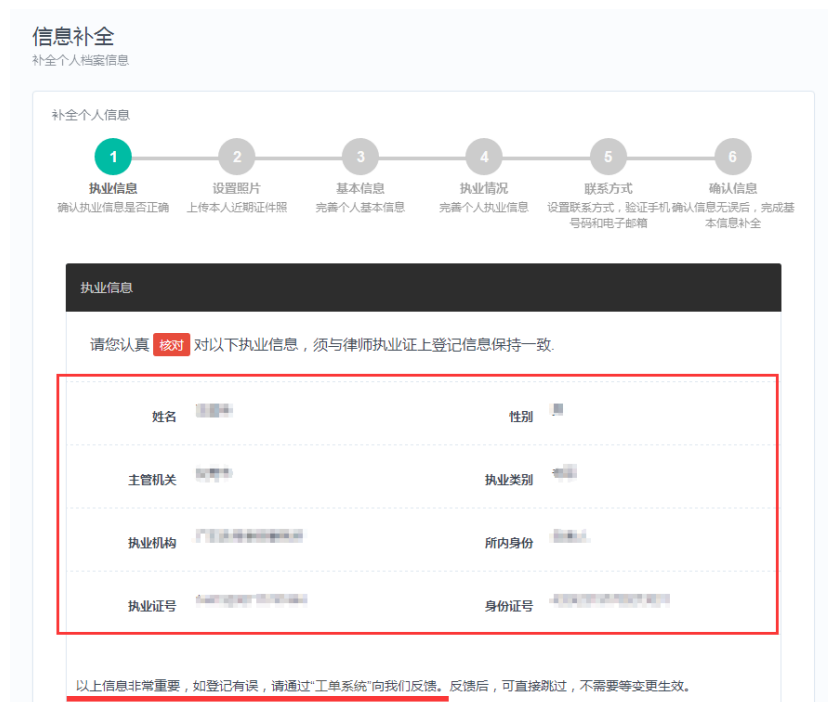 信息补全
补全个人档案信息
补全个人信息
1 2 3 4 5 6
执业信息 设置照片 基本信息 执业情况 联系方式 确认信息
确认执业信息是否正确 上传本人近期证件照 完善个人基本信息 完善个人执业信息 设置联系方式，验证手机 确认信息无误后，完成基
号码和电子邮箱 本信息补全
执业信息
请您认真 核对 对以下执业信息，须与律师执业证上登记信息保持一致.
姓名 性别
主管机关 执业类别
执业机构 所内身份
执业证号 身份证号
以上信息非常重要，如登记有误，请通过“工单系统”向我们反馈。反馈后，可直接跳过，不需要等变更生效。